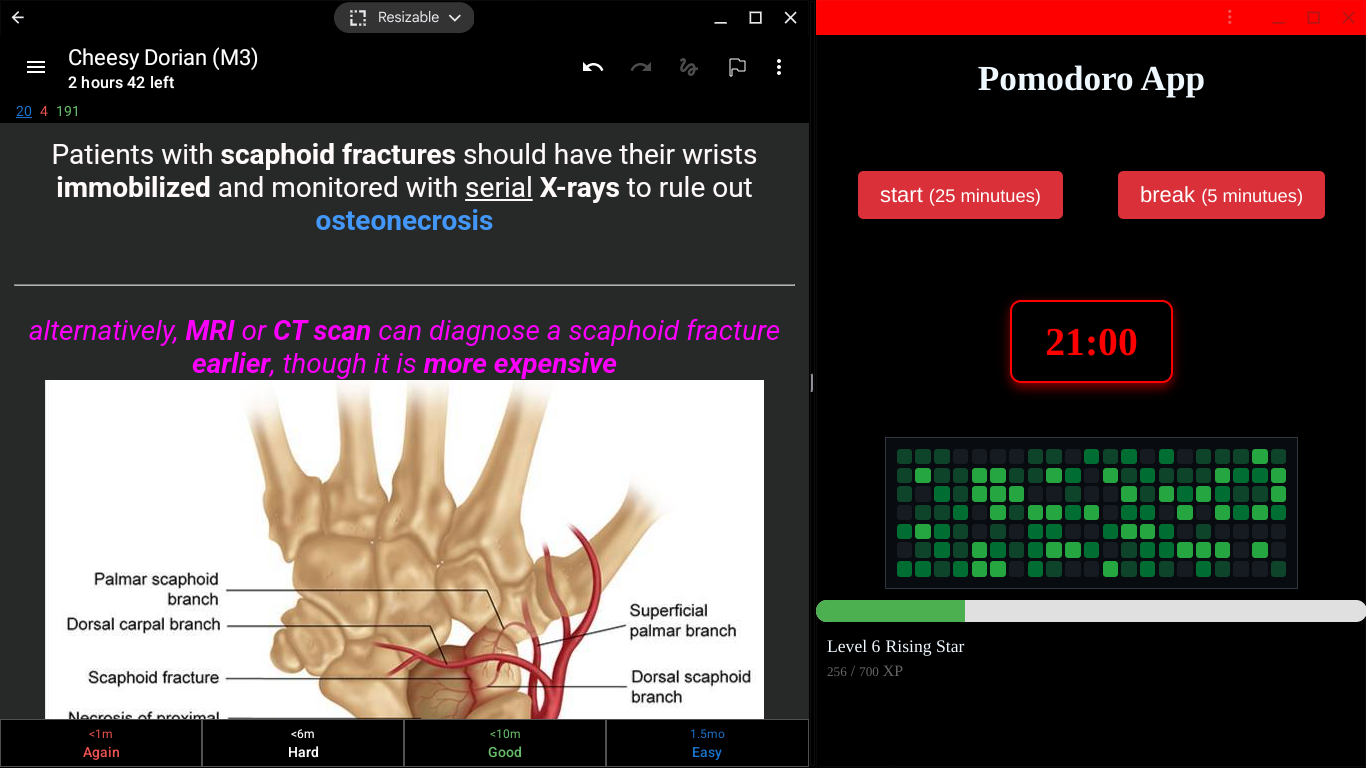 Resizable
Cheesy Dorian (M3)
2 hours 42 left
20 4 191
Patients with scaphoid fractures should have their wrists
immobilized and monitored with serial X-rays to rule out
osteonecrosis
alternatively, MRI or CT scan can diagnose a scaphoid fracture
earlier, though it is more expensive
Palmar scaphoid
branch
Dorsal carpal branch
Scaphoid fracture
Necrosis of proximal
Superficial
palmar branch
Dorsal scaphoid
branch
<1m
Again
<6m
Hard
<10m
Good
1.5mo
Easy
Pomodoro App
start (25 minutues)
break (5 minutues)
21:00
Level 6 Rising Star
256 / 700 XP